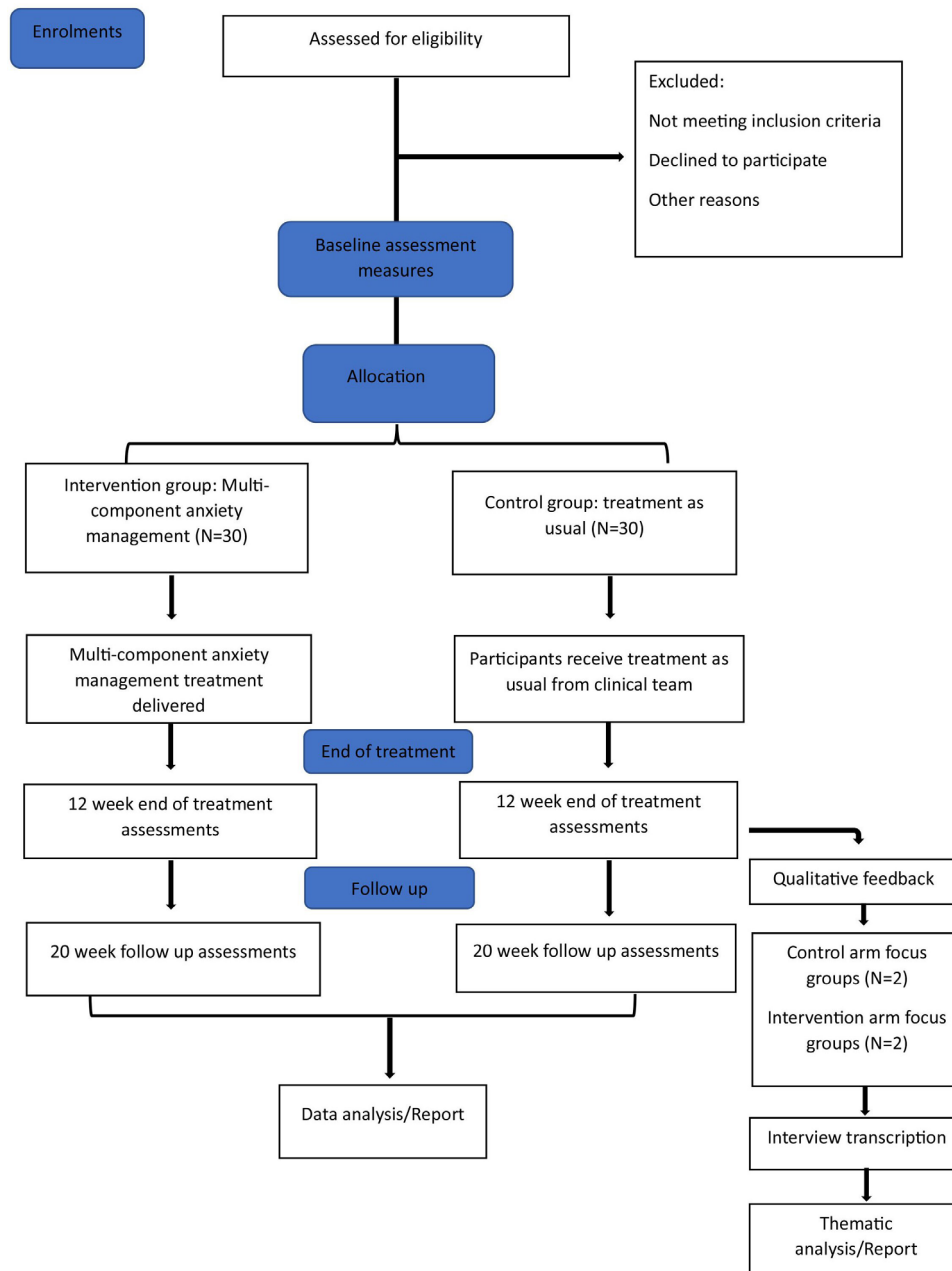 Enrolments
Assessed for eligibility
Excluded:
Not meeting inclusion criteria
Declined to participate
Other reasons
Baseline assessment
measures
Allocation
Intervention group: Multi-
component anxiety
management (N=30)
Control group: treatment as
usual (N=30)
Multi-component anxiety
management treatment
delivered
Participants receive treatment as
usual from clinical team
End of treatment
12 week end of treatment
assessments
12 week end of treatment
assessments
Follow up
Qualitative feedback
20 week follow up assessments
20 week follow up assessments
Control arm focus
groups (N=2)
Intervention arm focus
groups (N=2)
Data analysis/Report
Interview transcription
Thematic
analysis/Report